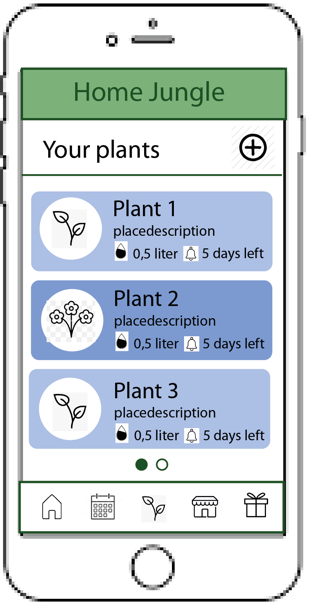 Home Jungle
Your plants
Plant 1
placedescription
0,5 liter 5 days left
Plant 2
placedescription
0,5 liter 5 days left
Plant 3
placedescription
0,5 liter 5 days left